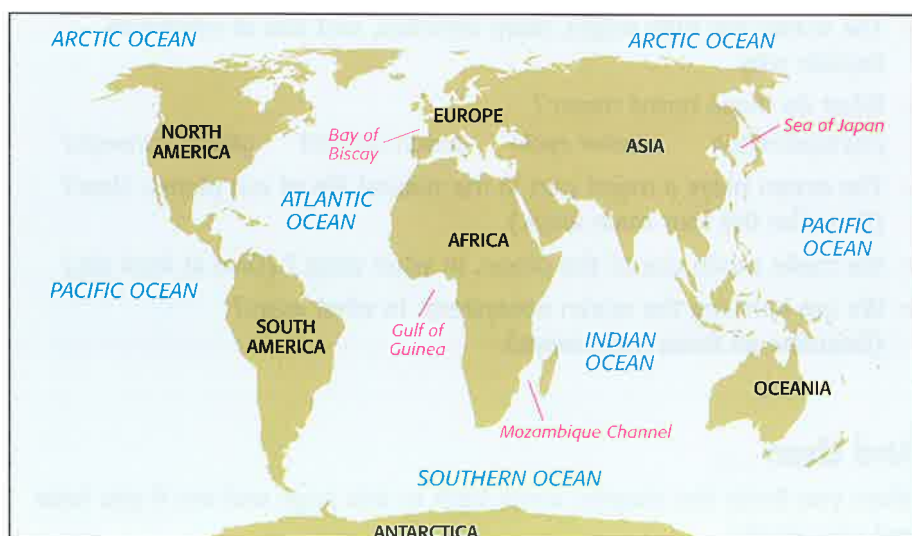 ARCTIC OCEAN
ARCTIC OCEAN
NORTH
AMERICA
Bay of
Biscay
EUROPE
ASIA
Sea of Japan
ATLANTIC
OCEAN
AFRICA
PACIFIC
OCEAN
PACIFIC OCEAN
SOUTH
AMERICA
Gulf of
Guinea
INDIAN
OCEAN
OCEANIA
Mozambique Channel
SOUTHERN OCEAN
ANTARCTICA